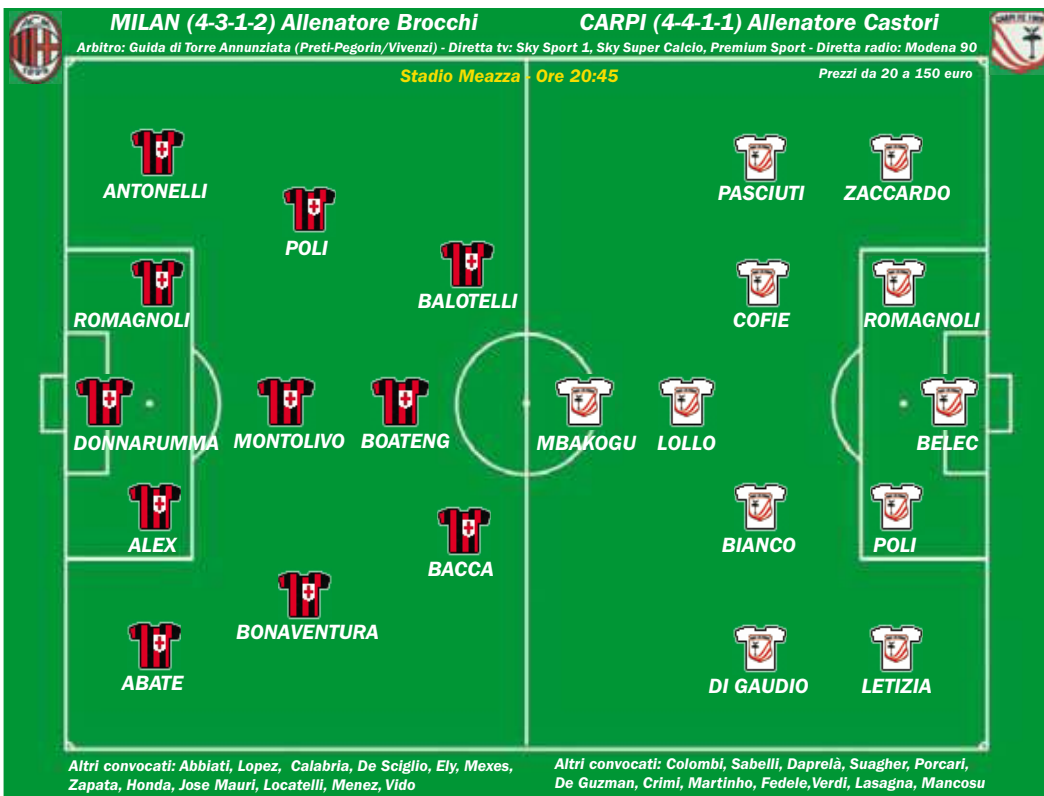 MILAN (4-3-1-2) Allenatore Brocchi
CARPI (4-4-1-1) Allenatore Castori
Arbitro: Guida di Torre Annunziata (Preti-Pegorin/Vivenzi) - Diretta tv: Sky Sport 1, Sky Super Calcio, Premium Sport - Diretta radio: Modena 90
Stadio Meazza - Ore 20:45
Prezzi da 20 a 150 euro
ANTONELLI
PASCIUTI
ZACCARDO
POLI
BALOTELLI
ROMAGNOLI
COFIE
ROMAGNOLI
DONNARUMMA
MONTOLIVO
BOATENG
MBAKOGU
LOLLO
BELEC
ALEX
BIANCO
POLI
BACCA
BONAVENTURA
ABATE
DI GAUDIO
LETIZIA
Altri convocati: Abbiati, Lopez, Calabria, De Sciglio, Ely, Mexes,
Zapata, Honda, Jose Mauri, Locatelli, Menez, Vido
Altri convocati: Colombi, Sabelli, Daprelà, Suagher, Porcari,
De Guzman, Crimi, Martinho, Fedele,Verdi, Lasagna, Mancosu